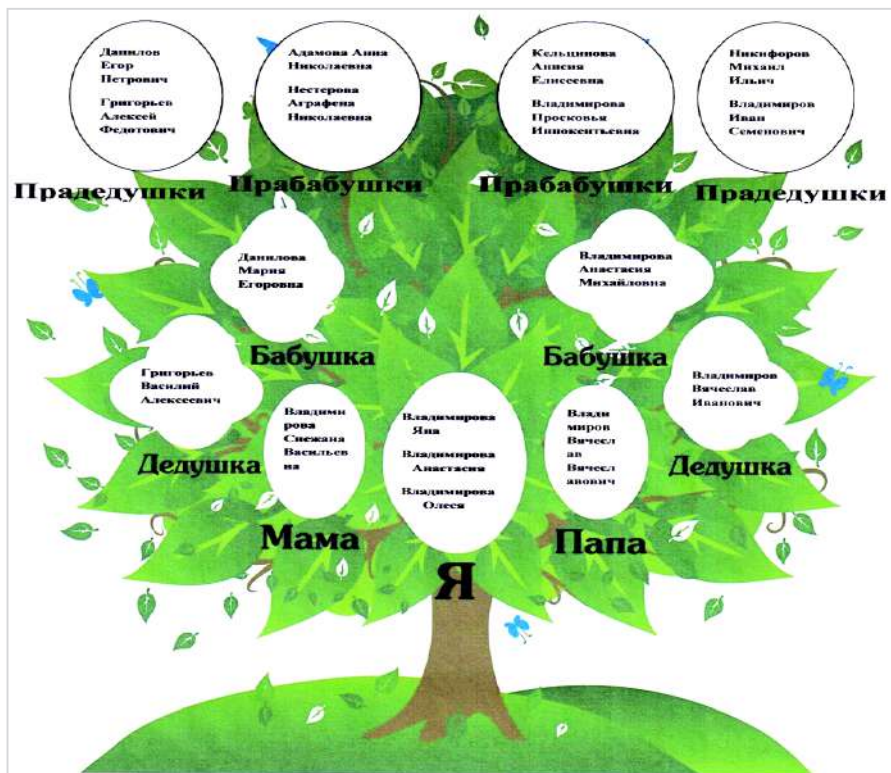 Данилов
Егор
Петрович
Григорьев
Алексей
Федотович
Прадедушки
Адамова Анна
Николаевна
Нестерова
Аграфена
Николаевна
Прабабушки
Кельцинова
Анисия
Елисеевна
Владимирова
Просковья
Иннокентьевна
Прабабушки
Никифоров
Михаил
Ильич
Владимиров
Иван
Семенович
Прадедушки
Данилова
Мария
Егоровна
Бабушка
Владимирова
Анастасия
Михайловна
Бабушка
Григорьев
Василий
Алексеевич
Дедушка
Владимиров
Вячеслав
Иванович
Дедушка
Владими
рова
Снежана
Васильев
на
Мама
Владимирова
Яна
Владимирова
Анастасия
Владимирова
Олеся
Я
Влади
миров
Вячесл
ав
Вячесл
авович
Папа